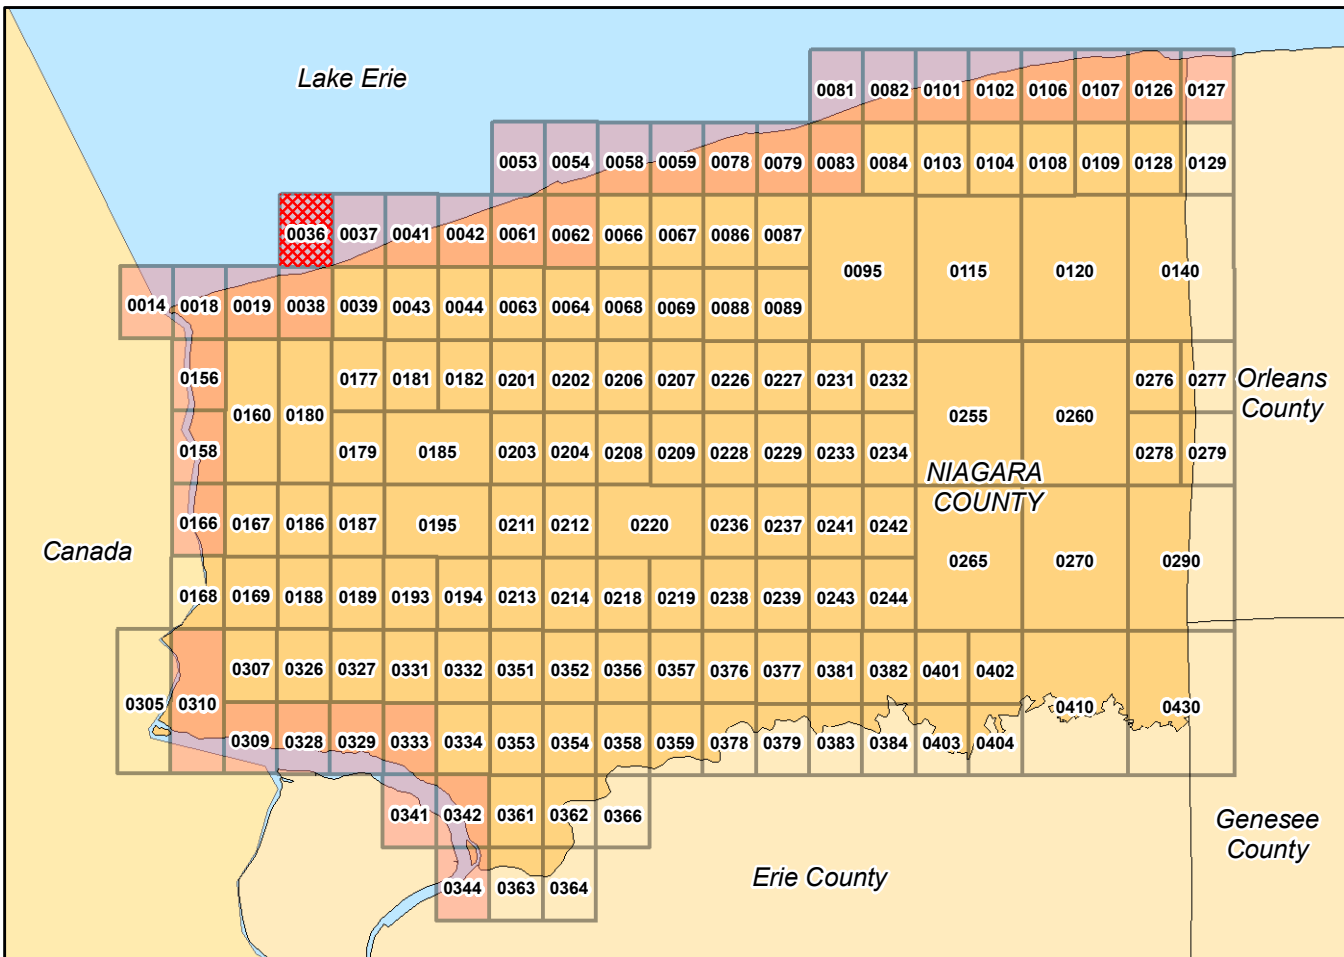 Lake Erie
0081 0082 0101 0102 0106 0107 0126 0127
0053 0054 0058 0059 0078 0079 0083 0084 0103 0104 0108 0109 0128 0129
0036 0037 0041 0042 0061 0062 0066 0067 0086 0087
0095 0115 0120 0140
0014 0018 0019 0038 0039 0043 0044 0063 0064 0068 0069 0088 0089
0156 0177 0181 0182 0201 0202 0206 0207 0226 0227 0231 0232 0276 0277
Orleans
County
0160 0180 0255 0260
0158 0179 0185 0203 0204 0208 0209 0228 0229 0233 0234 0278 0279
NIAGARA
COUNTY
0166 0167 0186 0187 0195 0211 0212 0220 0236 0237 0241 0242
Canada
0265 0270 0290
0168 0169 0188 0189 0193 0194 0213 0214 0218 0219 0238 0239 0243 0244
0307 0326 0327 0331 0332 0351 0352 0356 0357 0376 0377 0381 0382 0401 0402
0305 0310 0410 0430
0309 0328 0329 0333 0334 0353 0354 0358 0359 0378 0379 0383 0384 0403 0404
0341 0342 0361 0362 0366
Genesee
County
0344 0363 0364
Erie County